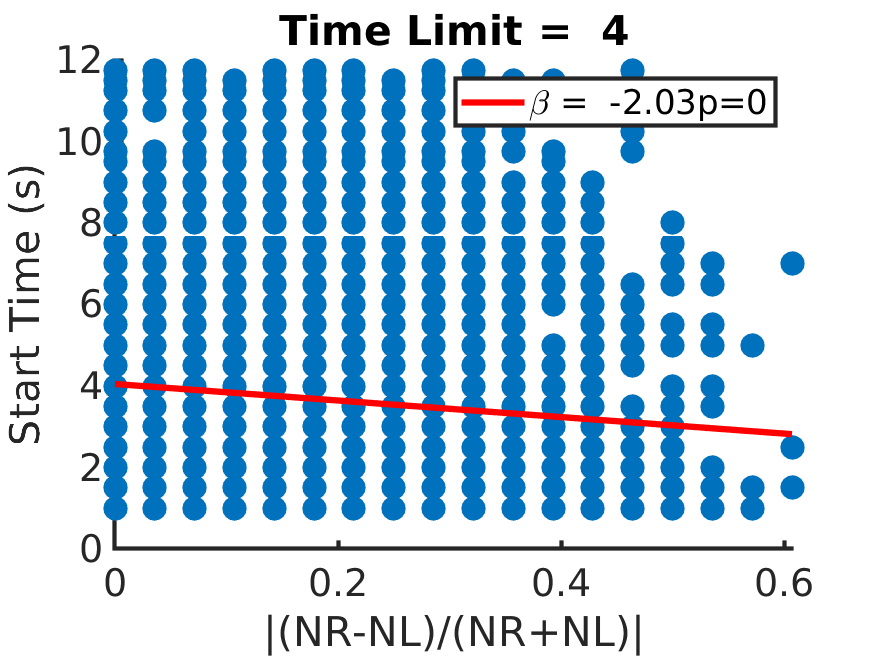 Time Limit = 4
β = -2.03p=0
Start Time (s)
12
10
8
6
4
2
0
0 0.2 0.4 0.6
|(NR-NL)/(NR+NL)|